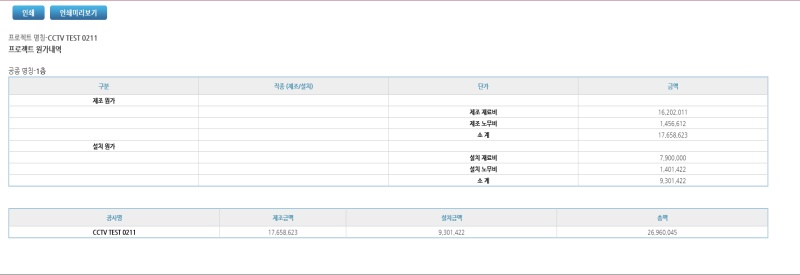 인쇄 인쇄미리보기
프로젝트 명칭-CCTV TEST 0211
프로젝트 원가내역
공종 명칭-1층
구분 직종 (제조/설치) 단가 금액
제조 원가
제조 재료비 16,202,011
제조 노무비 1,456,612
소 계 17,658,623
설치 원가
설치 재료비 7,900,000
설치 노무비 1,401,422
소 계 9,301,422
공사명 제조금액 설치금액 총액
CCTV TEST 0211 17,658,623 9,301,422 26,960,045